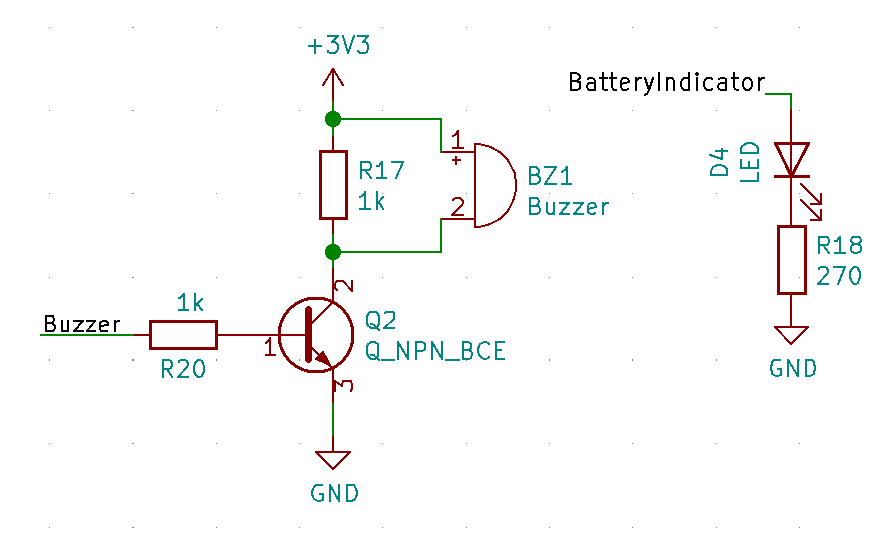 +3V3
BatteryIndicator
1
+
R17
1k
BZ1
Buzzer
2
D4
LED
R18
270
2
1k
Buzzer
R20
1
Q2
Q_NPN_BCE
3
GND
GND